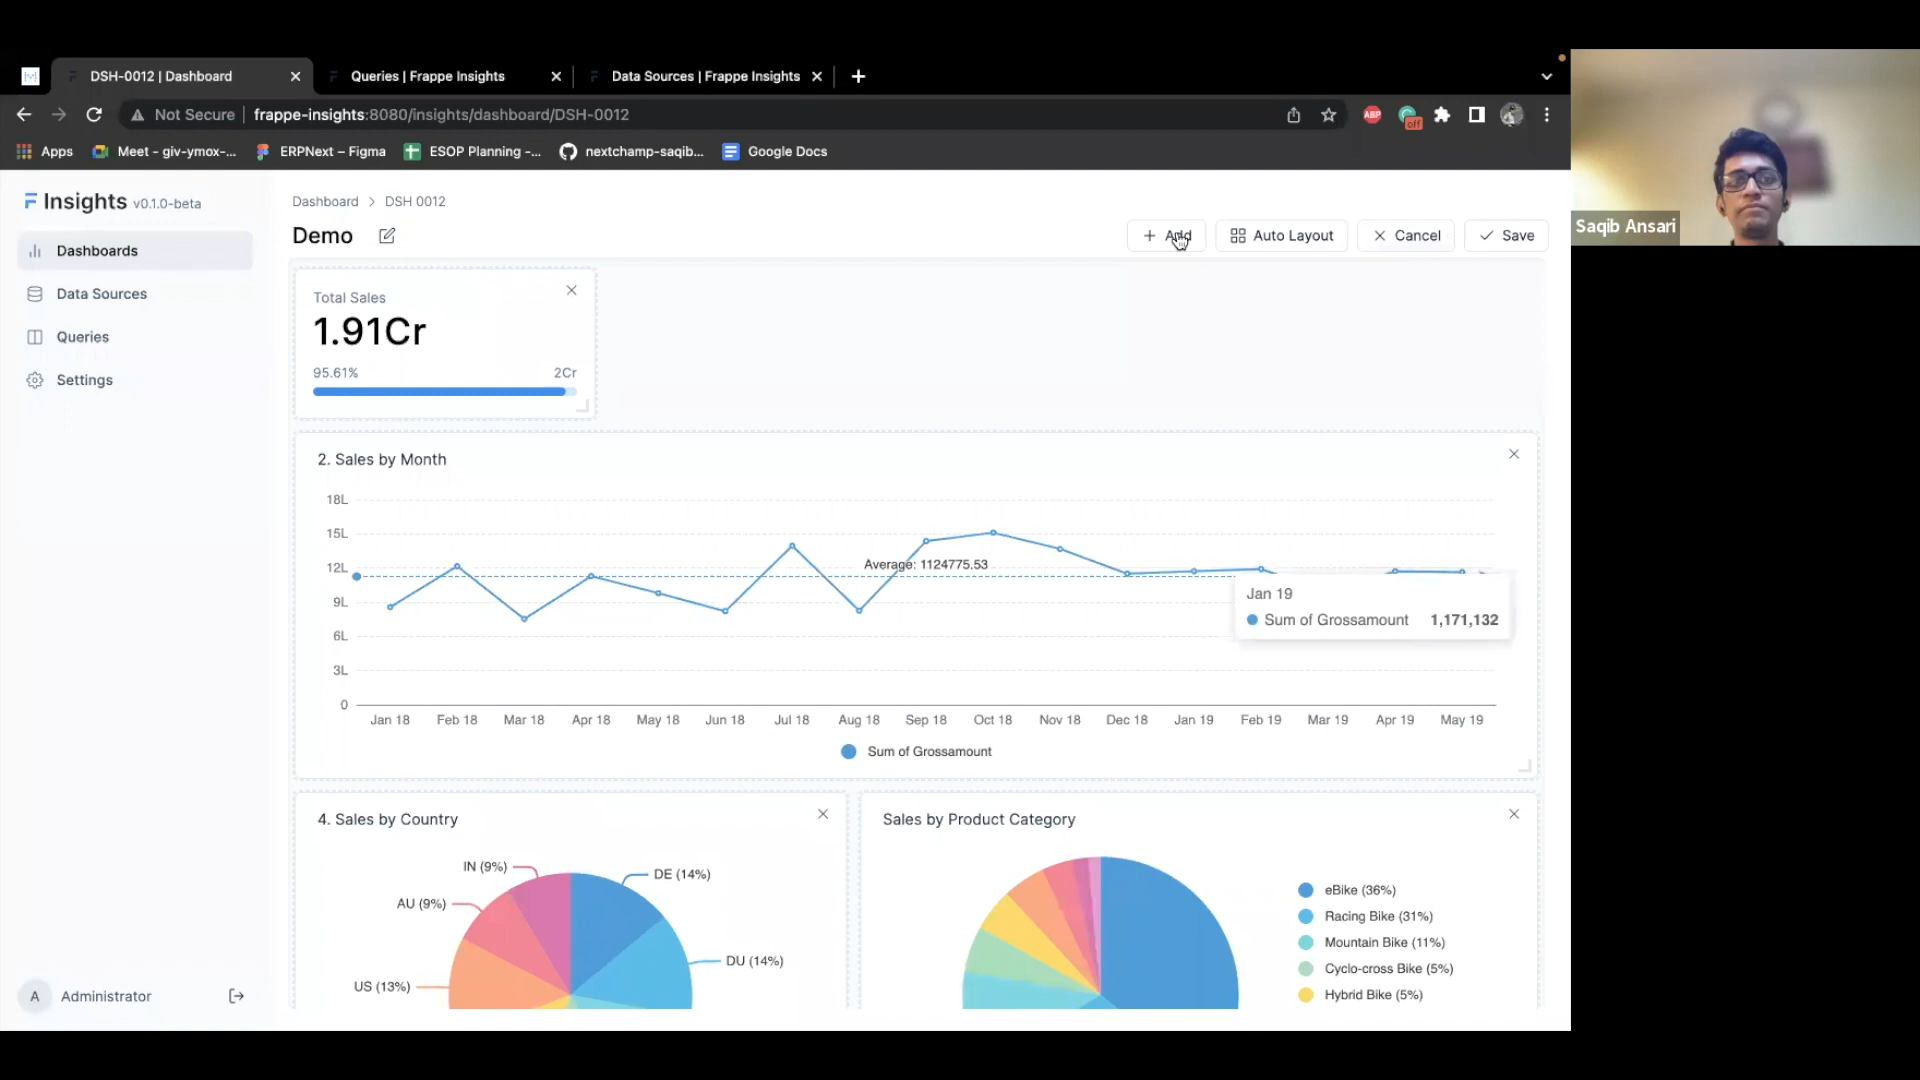 DSH-0012 | Dashboard
Queries | Frappe Insights
Data Sources | Frappe Insights
Not Secure
frappe-insights:8080/insights/dashboard/DSH-0012
ABP
off
Apps
Meet - giv-ymox-...
ERPNext – Figma
ESOP Planning -...
nextchamp-saqib...
Google Docs
Saqib Ansari
Insights v0.1.0-beta
Dashboards
Data Sources
Queries
Settings
A
Administrator
Dashboard > DSH 0012
Demo
Add
Auto Layout
Cancel
Save
Total Sales
1.91Cr
95.61%
2Cr
2. Sales by Month
18L
15L
12L
9L
6L
3L
0
Average: 1124775.53
Jan 19
Sum of Grossamount 1,171,132
Jan 18 Feb 18 Mar 18 Apr 18 May 18 Jun 18 Jul 18 Aug 18 Sep 18 Oct 18 Nov 18 Dec 18 Jan 19 Feb 19 Mar 19 Apr 19 May 19
Sum of Grossamount
4. Sales by Country
IN (9%)
DE (14%)
AU (9%)
DU (14%)
US (13%)
Sales by Product Category
eBike (36%)
Racing Bike (31%)
Mountain Bike (11%)
Cyclo-cross Bike (5%)
Hybrid Bike (5%)